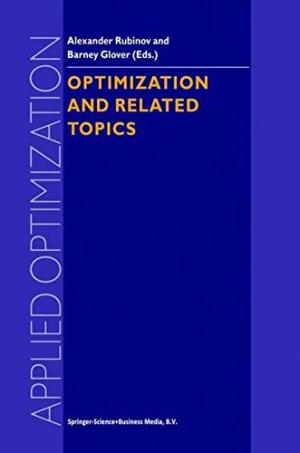 Alexander Rubinov and
Barney Glover (Eds.)
OPTIMIZATION
AND RELATED
TOPICS
APPLIED OPTIMIZATION
Springer-Science+Business Media, B.V.